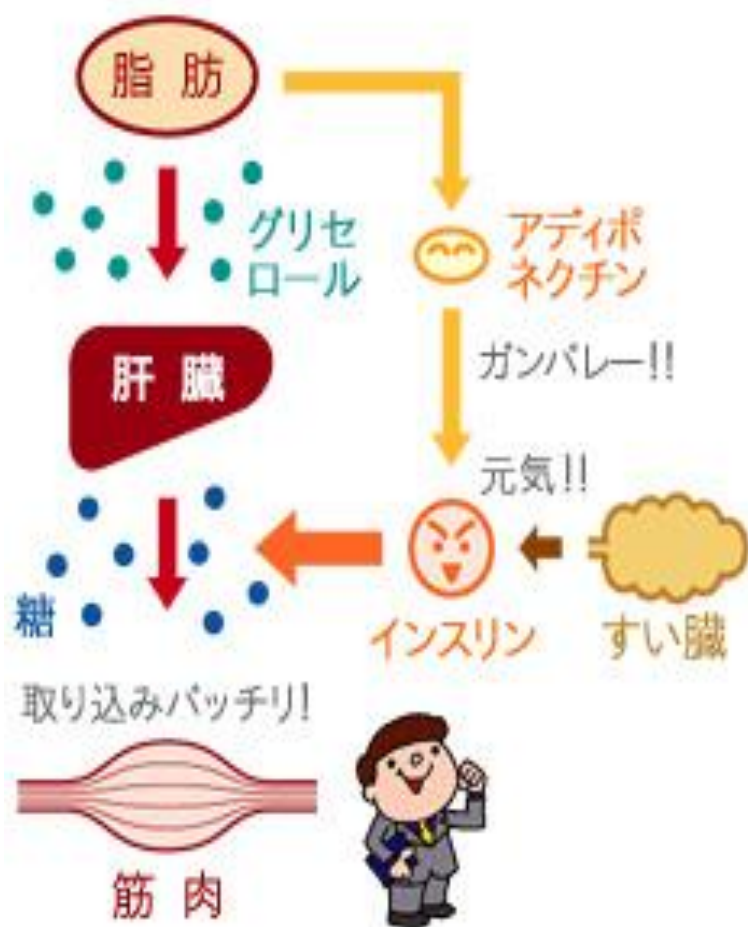 脂肪
グリセ
ロール
アディポ
ネクチン
肝臓
ガンバレー!!
元気!!
糖
インスリン
すい臓
取り込みバッチリ!
筋肉